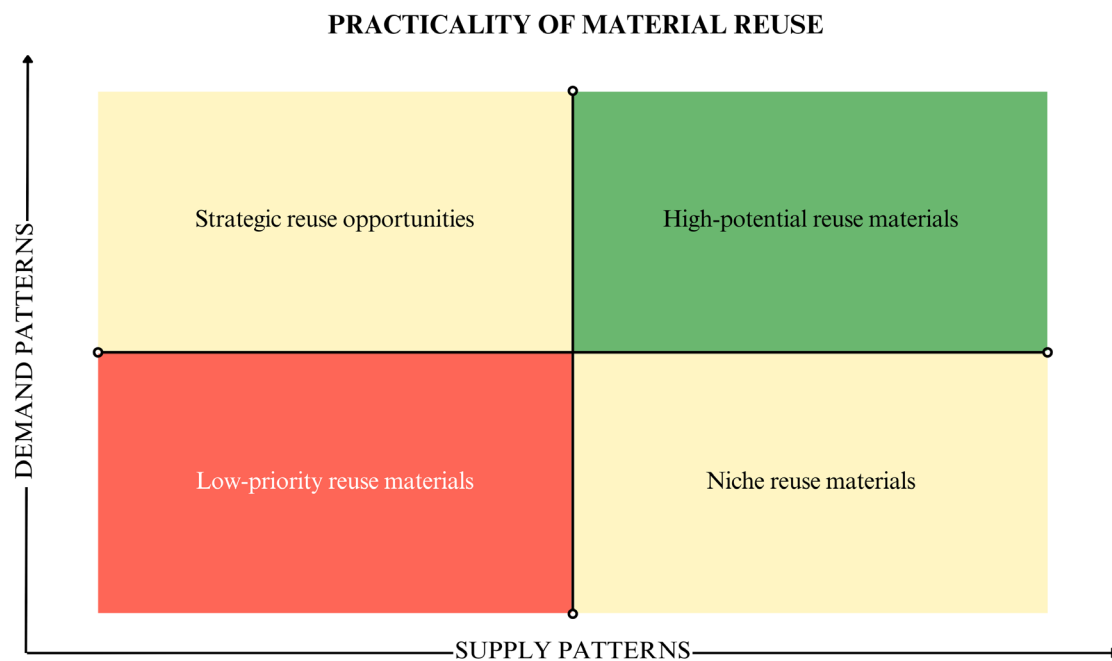 PRACTICALITY OF MATERIAL REUSE
Strategic reuse opportunities
High-potential reuse materials
DEMAND PATTERNS
Low-priority reuse materials
Niche reuse materials
SUPPLY PATTERNS